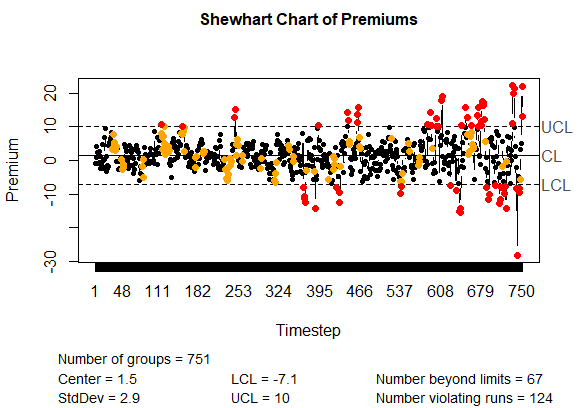 Shewhart Chart of Premiums
Premium
-30
-10
0
10
20
UCL
CL
LCL
1 48 111 182 253 324 395 466 537 608 679 750
Timestep
Number of groups = 751
Center = 1.5 LCL = -7.1 Number beyond limits = 67
StdDev = 2.9 UCL = 10 Number violating runs = 124